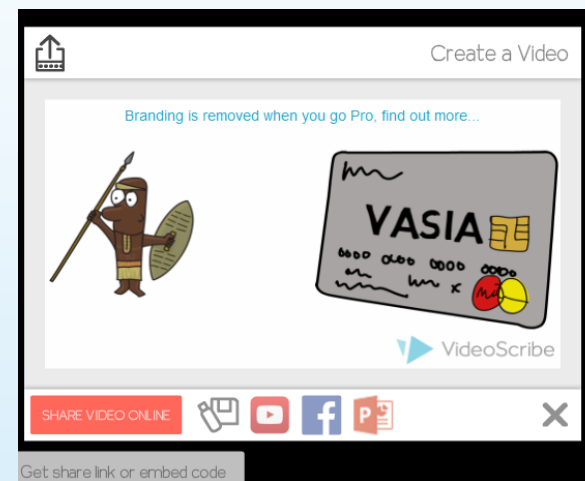 Create a Video
Branding is removed when you go Pro, find out more...
VASIA
VideoScribe
SHARE VIDEO ONLINE
Get share link or embed code